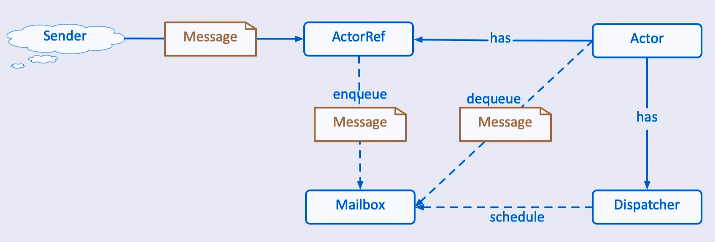 Sender
Message
ActorRef
has
Actor
enqueue
Message
dequeue
Message
has
Mailbox
schedule
Dispatcher